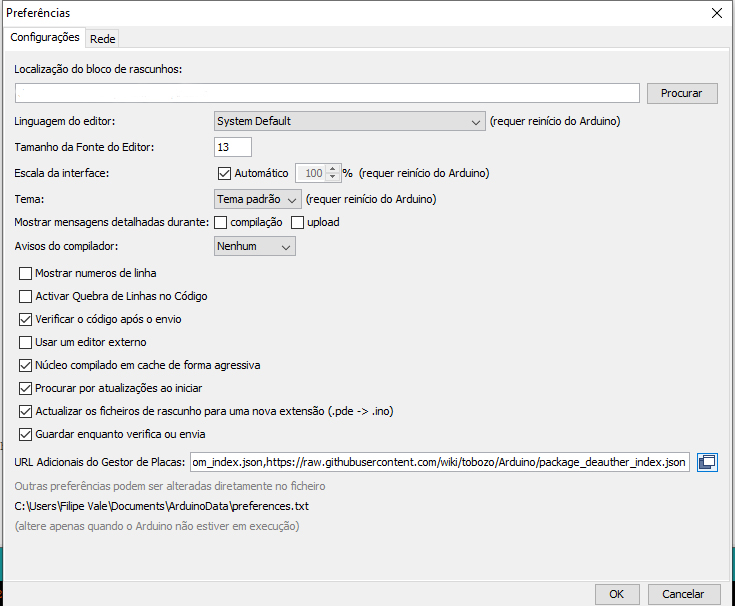 Preferências
Configurações Rede
Localização do bloco de rascunhos:
Procurar
Linguagem do editor: System Default (requer reinício do Arduino)
Tamanho da Fonte do Editor: 13
Escala da interface: Automático 100 % (requer reinício do Arduino)
Tema: Tema padrão (requer reinício do Arduino)
Mostrar mensagens detalhadas durante: compilação upload
Avisos do compilador: Nenhum
Mostrar numeros de linha
Activar Quebra de Linhas no Código
Verificar o código após o envio
Usar um editor externo
Núcleo compilado em cache de forma agressiva
Procurar por atualizações ao iniciar
Actualizar os ficheiros de rascunho para uma nova extensão (.pde -> .ino)
Guardar enquanto verifica ou envia
URL Adicionais do Gestor de Placas: om_index.json,https://raw.githubusercontent.com/wiki/tobozo/Arduino/package_deauther_index.json
Outras preferências podem ser alteradas diretamente no ficheiro
C:\Users\Filipe Vale\Documents\ArduinoData\preferences.txt
(altere apenas quando o Arduino não estiver em execução)
OK Cancelar